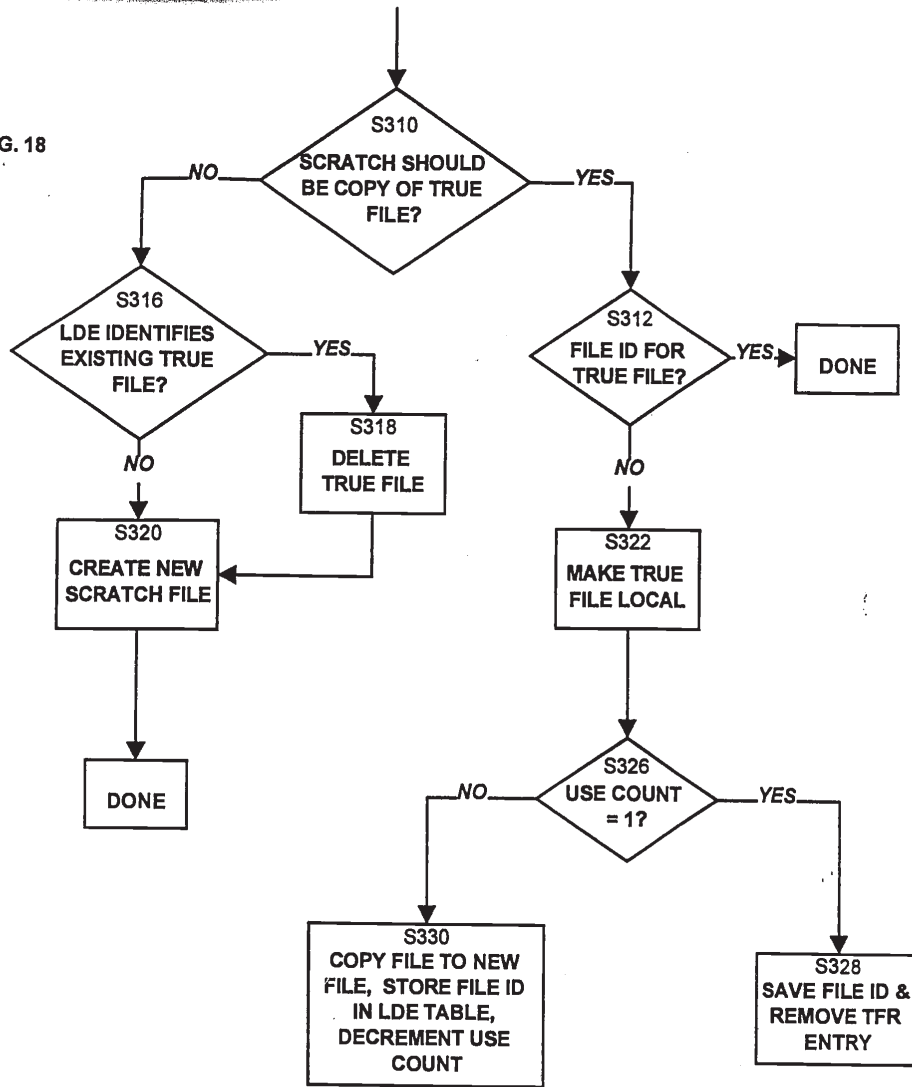 G. 18
S310
SCRATCH SHOULD
BE COPY OF TRUE
FILE?
NO
YES
S316
LDE IDENTIFIES
EXISTING TRUE
FILE?
YES
NO
S312
FILE ID FOR
TRUE FILE?
YES
DONE
NO
S318
DELETE
TRUE FILE
S320
CREATE NEW
SCRATCH FILE
S322
MAKE TRUE
FILE LOCAL
DONE
S326
USE COUNT
= 1?
NO
YES
S330
COPY FILE TO NEW
FILE, STORE FILE ID
IN LDE TABLE,
DECREMENT USE
COUNT
S328
SAVE FILE ID &
REMOVE TFR
ENTRY